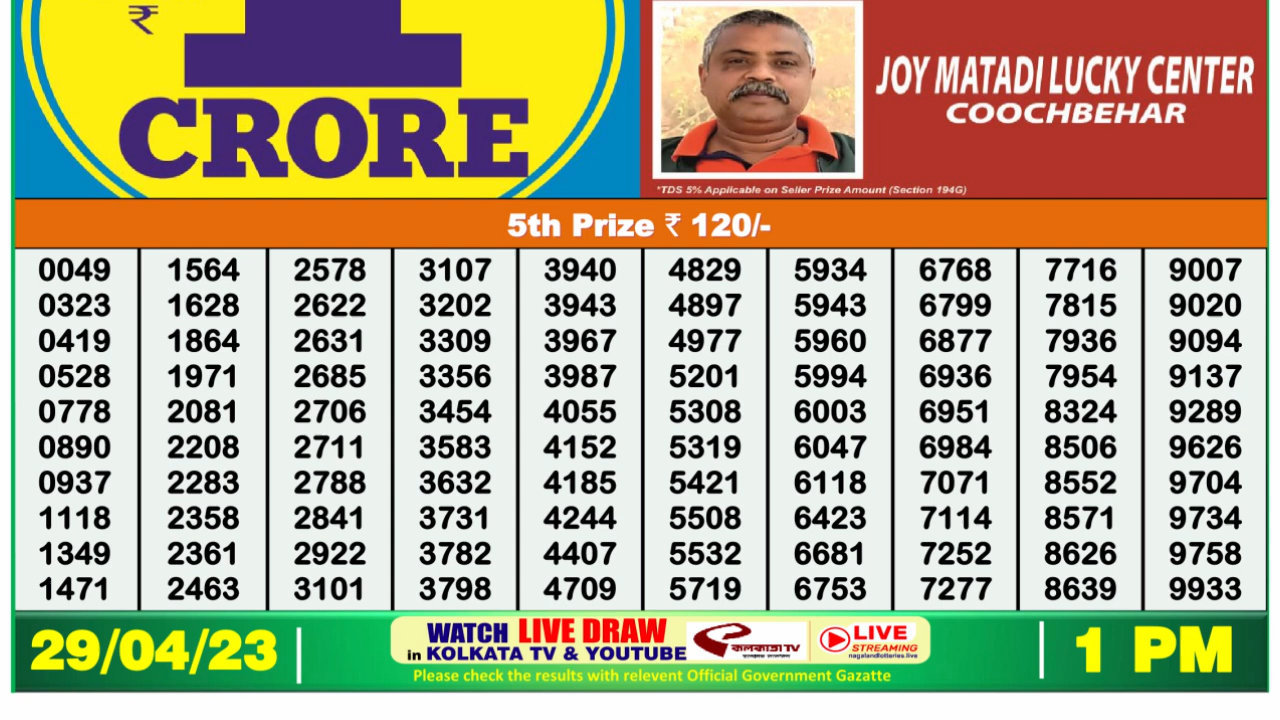 ₹
1
CRORE
JOY MATADI LUCKY CENTER
COOCHBEHAR
*TDS 5% Applicable on Seller Prize Amount (Section 194G)
5th Prize ₹ 120/-
0049 1564 2578 3107 3940 4829 5934 6768 7716 9007
0323 1628 2622 3202 3943 4897 5943 6799 7815 9020
0419 1864 2631 3309 3967 4977 5960 6877 7936 9094
0528 1971 2685 3356 3987 5201 5994 6936 7954 9137
0778 2081 2706 3454 4055 5308 6003 6951 8324 9289
0890 2208 2711 3583 4152 5319 6047 6984 8506 9626
0937 2283 2788 3632 4185 5421 6118 7071 8552 9704
1118 2358 2841 3731 4244 5508 6423 7114 8571 9734
1349 2361 2922 3782 4407 5532 6681 7252 8626 9758
1471 2463 3101 3798 4709 5719 6753 7277 8639 9933
29/04/23
WATCH LIVE DRAW
in KOLKATA TV & YOUTUBE
কলকাতা TV
LIVE
STREAMING
nagalandlotteries.live
Please check the results with relevent Official Government Gazatte
1 PM